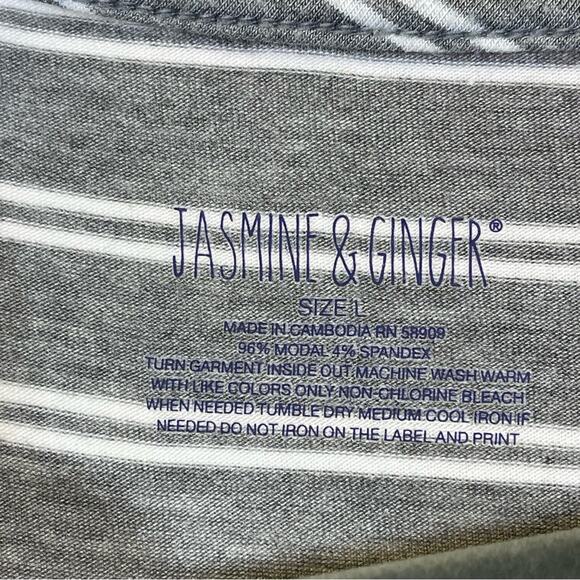 JASMINE & GINGER®
SIZE L
MADE IN CAMBODIA RN 58909
96% MODAL 4% SPANDEX
TURN GARMENT INSIDE OUT.MACHINE WASH WARM
WITH LIKE COLORS ONLY NON-CHLORINE BLEACH
WHEN NEEDED TUMBLE DRY MEDIUM COOL IRON IF
NEEDED DO NOT IRON ON THE LABEL AND PRINT